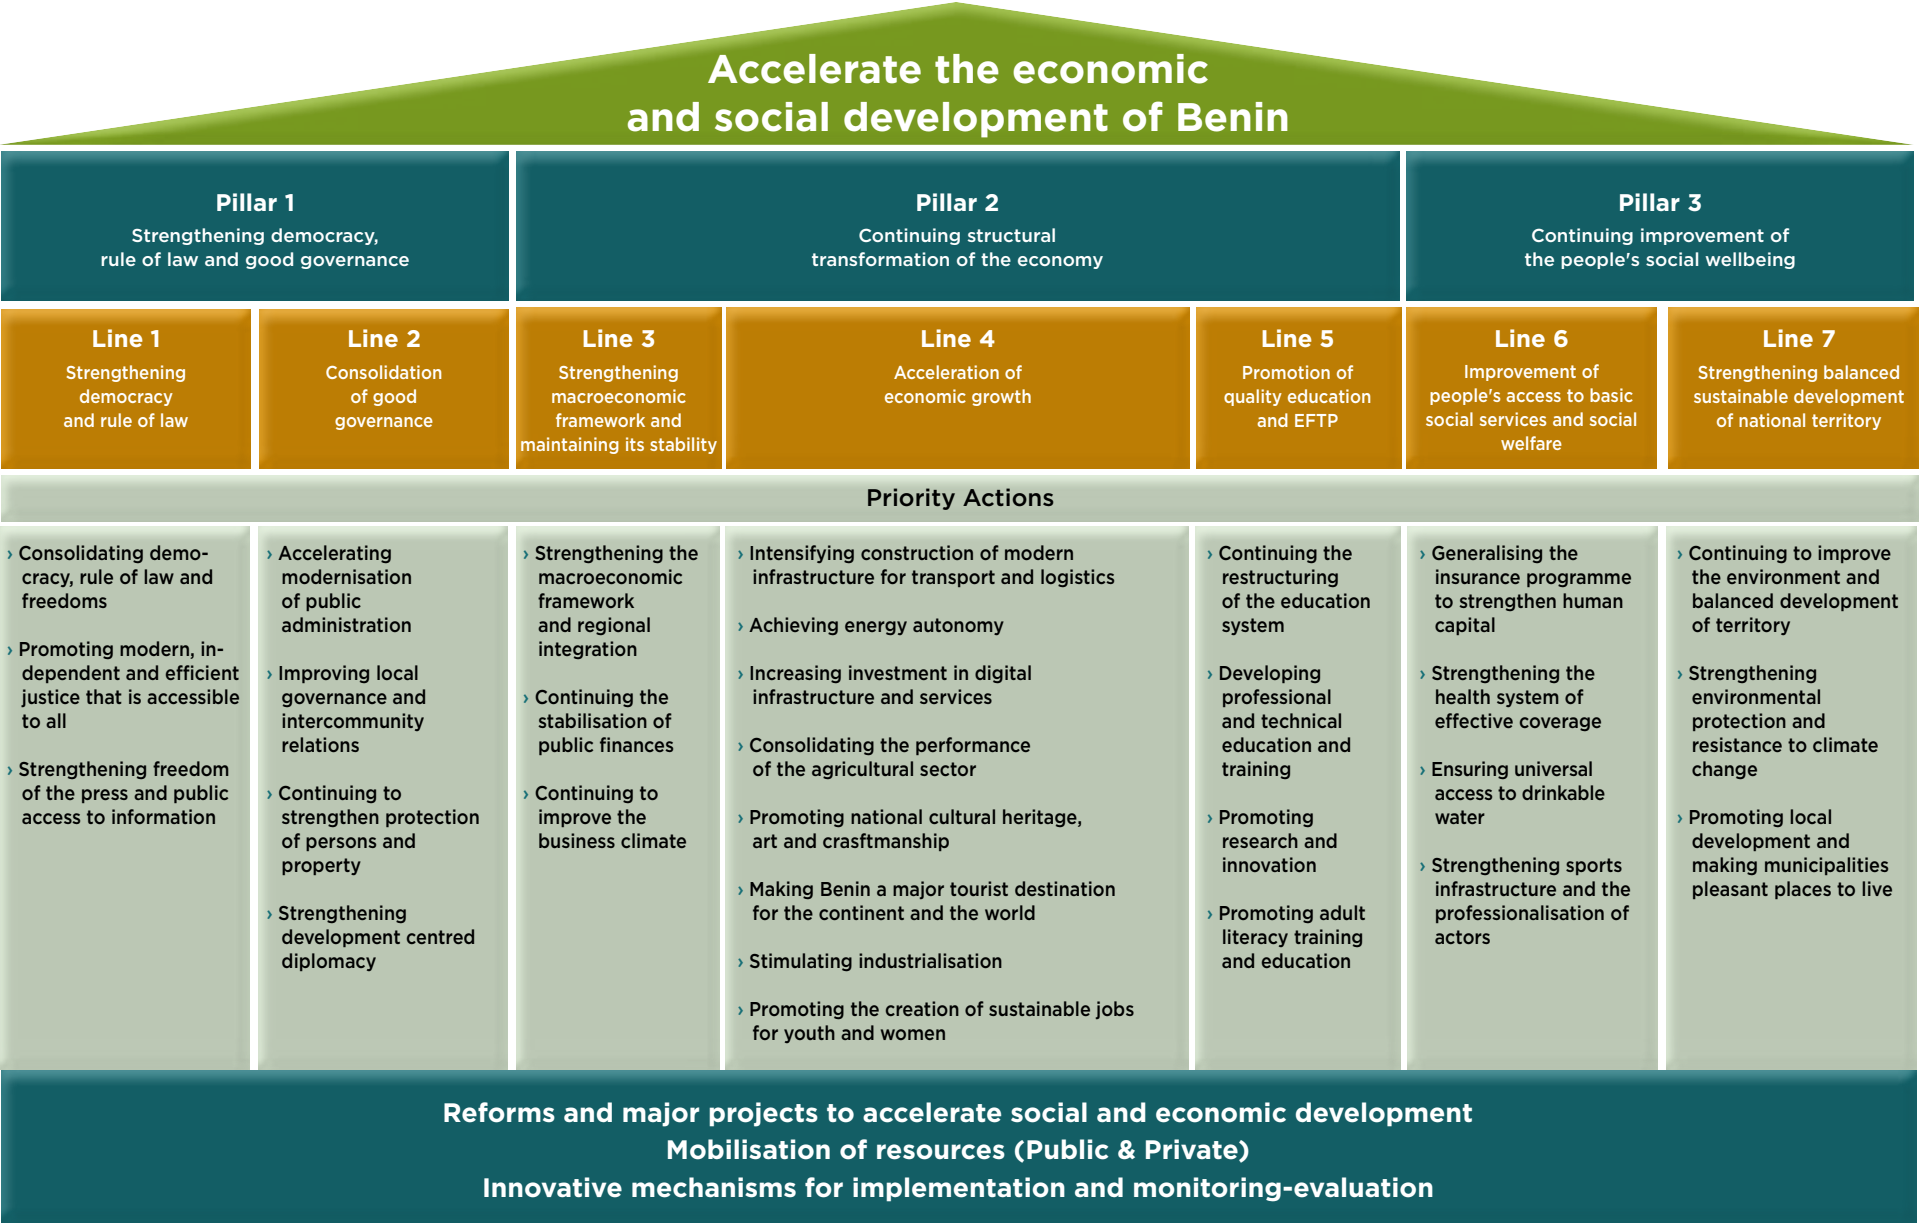 Accelerate the economic
and social development of Benin
Pillar 1
Strengthening democracy,
rule of law and good governance
Pillar 2
Continuing structural
transformation of the economy
Pillar 3
Continuing improvement of
the people's social wellbeing
Line 1
Strengthening
democracy
and rule of law
Line 2
Consolidation
of good
governance
Line 3
Strengthening
macroeconomic
framework and
maintaining its stability
Line 4
Acceleration of
economic growth
Line 5
Promotion of
quality education
and EFTP
Line 6
Improvement of
people's access to basic
social services and social
welfare
Line 7
Strengthening balanced
sustainable development
of national territory
Priority Actions
› Consolidating demo-
cracy, rule of law and
freedoms
› Promoting modern, in-
dependent and efficient
justice that is accessible
to all
› Strengthening freedom
of the press and public
access to information
› Accelerating
modernisation
of public
administration
› Improving local
governance and
intercommunity
relations
› Continuing to
strengthen protection
of persons and
property
› Strengthening
development centred
diplomacy
› Strengthening the
macroeconomic
framework
and regional
integration
› Continuing the
stabilisation of
public finances
› Continuing to
improve the
business climate
› Intensifying construction of modern
infrastructure for transport and logistics
› Achieving energy autonomy
› Increasing investment in digital
infrastructure and services
› Consolidating the performance
of the agricultural sector
› Promoting national cultural heritage,
art and crasftmanship
› Making Benin a major tourist destination
for the continent and the world
› Stimulating industrialisation
› Promoting the creation of sustainable jobs
for youth and women
› Continuing the
restructuring
of the education
system
› Developing
professional
and technical
education and
training
› Promoting
research and
innovation
› Promoting adult
literacy training
and education
› Generalising the
insurance programme
to strengthen human
capital
› Strengthening the
health system of
effective coverage
› Ensuring universal
access to drinkable
water
› Strengthening sports
infrastructure and the
professionalisation of
actors
› Continuing to improve
the environment and
balanced development
of territory
› Strengthening
environmental
protection and
resistance to climate
change
› Promoting local
development and
making municipalities
pleasant places to live
Reforms and major projects to accelerate social and economic development
Mobilisation of resources (Public & Private)
Innovative mechanisms for implementation and monitoring-evaluation